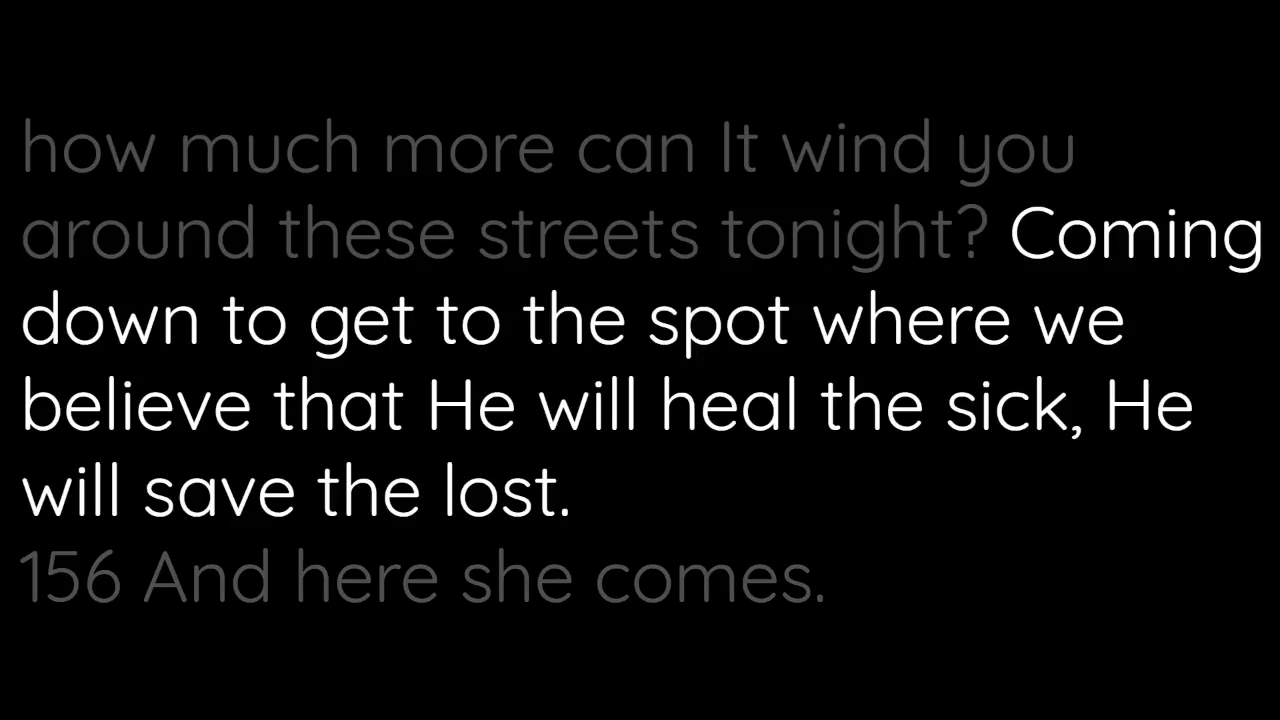 how much more can It wind you
around these streets tonight? Coming
down to get to the spot where we
believe that He will heal the sick, He
will save the lost.
156 And here she comes.